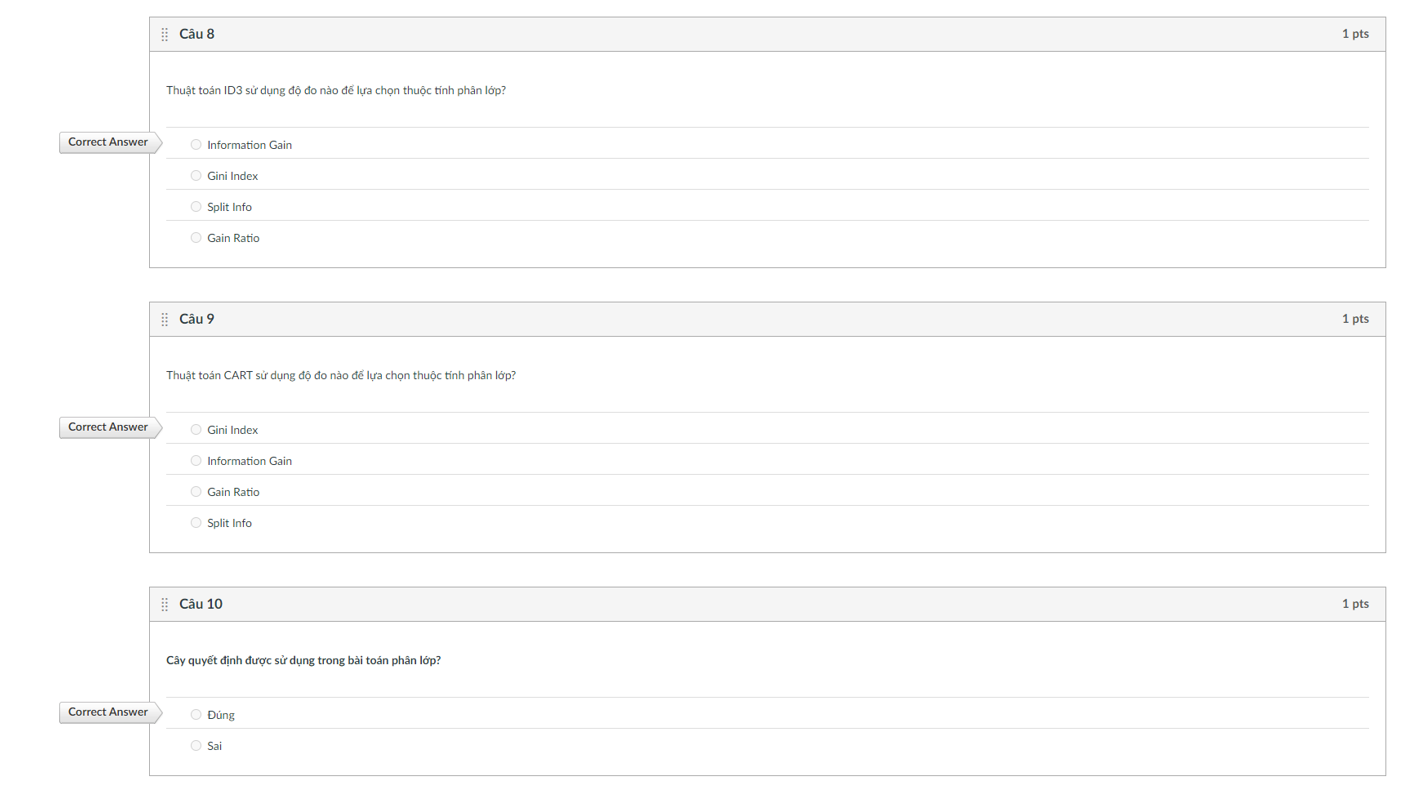 Câu 8
1 pts
Thuật toán ID3 sử dụng độ đo nào để lựa chọn thuộc tính phân lớp?
Correct Answer
Information Gain
Gini Index
Split Info
Gain Ratio
Câu 9
1 pts
Thuật toán CART sử dụng độ đo nào để lựa chọn thuộc tính phân lớp?
Correct Answer
Gini Index
Information Gain
Gain Ratio
Split Info
Câu 10
1 pts
Cây quyết định được sử dụng trong bài toán phân lớp?
Correct Answer
Đúng
Sai